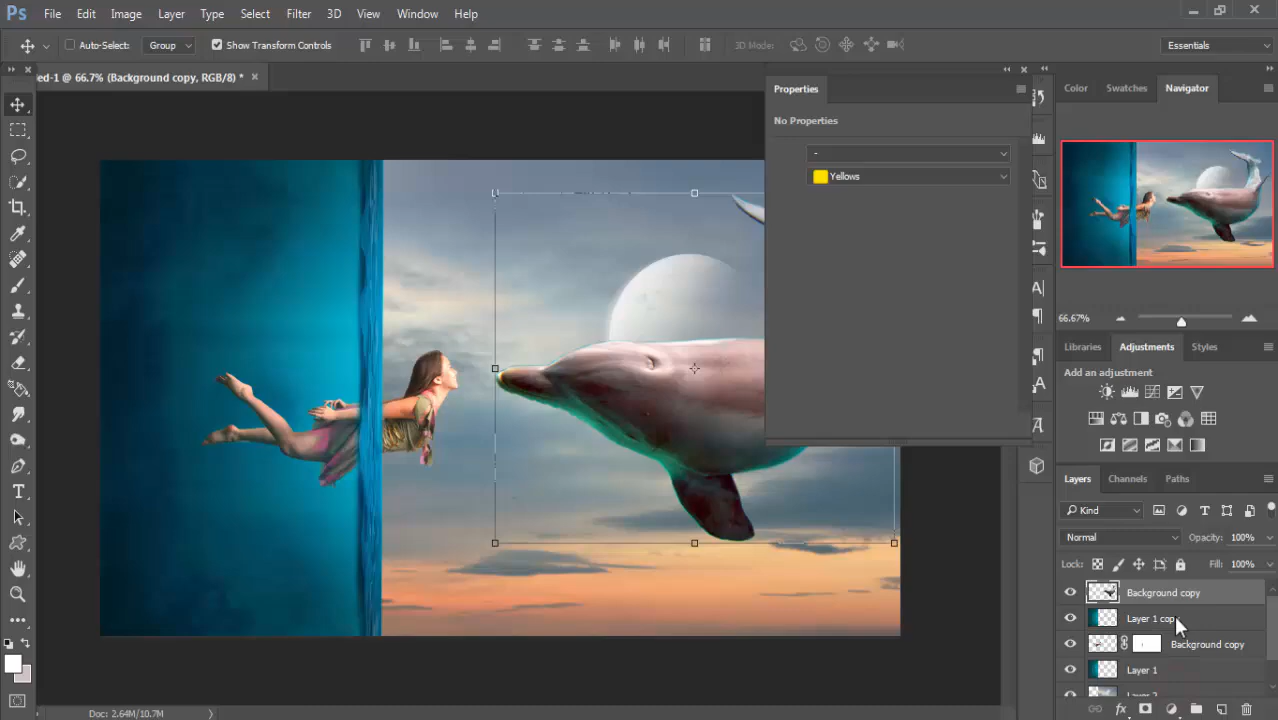 Ps File Edit Image Layer Type Select Filter 3D View Window Help
Auto-Select: Group Show Transform Controls 3D Mode: Essentials
ed-1 @ 66.7% (Background copy, RGB/8) *
Properties
No Properties
-
Yellows
Color Swatches Navigator
66.67%
Libraries Adjustments Styles
Add an adjustment
Layers Channels Paths
Kind
Normal Opacity: 100%
Lock: Fill: 100%
Background copy
Layer 1 copy
Background copy
Layer 1
Layer 2
Doc: 2.64M/10.7M